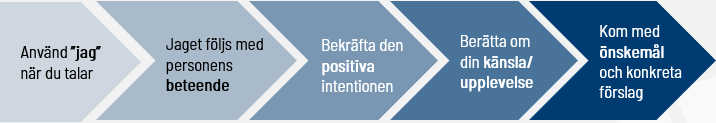 Använd ”jag”
när du talar
Jaget följs med
personens
beteende
Bekräfta den
positiva
intentionen
Berätta om
din känsla/
upplevelse
Kom med
önskemål
och konkreta
förslag